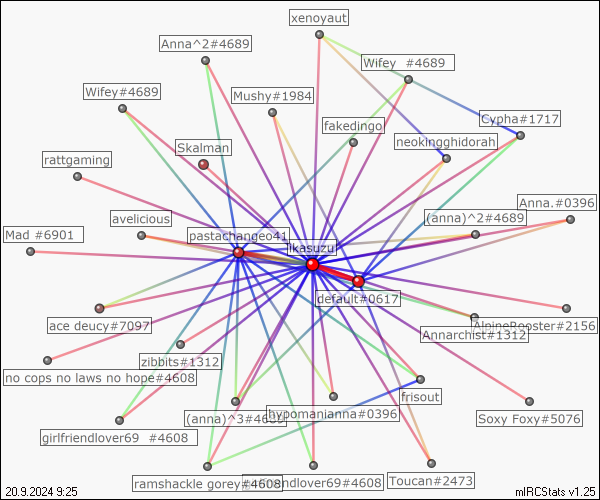 xenoyaut
Anna^2#4689
Wifey #4689
Wifey#4689
Mushy#1984
Cypha#1717
fakedingo
neokingghidorah
Skalman
rattgaming
Anna.#0396
avelicious
(anna)^2#4689
Mad #6901
pastachangeo41
ikasuzu
default#0617
ace deucy#7097
AlpineRooster#2156
Annarchist#1312
zibbits#1312
no cops no laws no hope#4608
frisout
(anna)^3#4689
hypomanianna#0396
Soxy Foxy#5076
girlfriendlover69 #4608
ramshackle gorey#4608
girlfriendlover69#4608
Toucan#2473
20.9.2024 9:25
mIRCStats v1.25